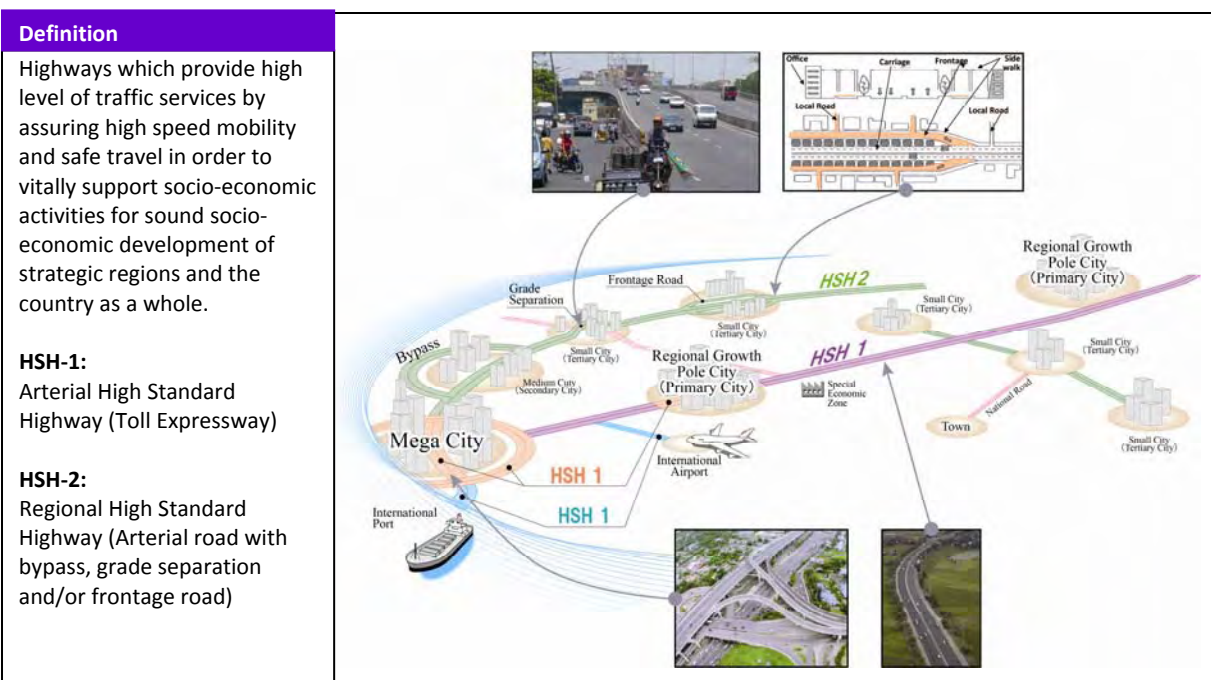 Definition
Highways which provide high
level of traffic services by
assuring high speed mobility
and safe travel in order to
vitally support socio-economic
activities for sound socio-
economic development of
strategic regions and the
country as a whole.
HSH-1:
Arterial High Standard
Highway (Toll Expressway)
HSH-2:
Regional High Standard
Highway (Arterial road with
bypass, grade separation
and/or frontage road)
Office
Carriage
Frontage
Side
walk
Local Road
Local Road
Regional Growth
Pole City
(Primary City)
Grade
Separation
Frontage Road
HSH 2
Small City
(Tertiary City)
Small City
(Tertiary City)
Small City
(Tertiary City)
Small City
(Tertiary City)
Bypass
HSH 1
Regional Growth
Pole City
(Primary City)
Medium Cuty
(Secondary City)
Special
Economic
Zone
National Road
Town
Small City
(Tertiary City)
Mega City
International
Airport
HSH 1
HSH 1
International
Port